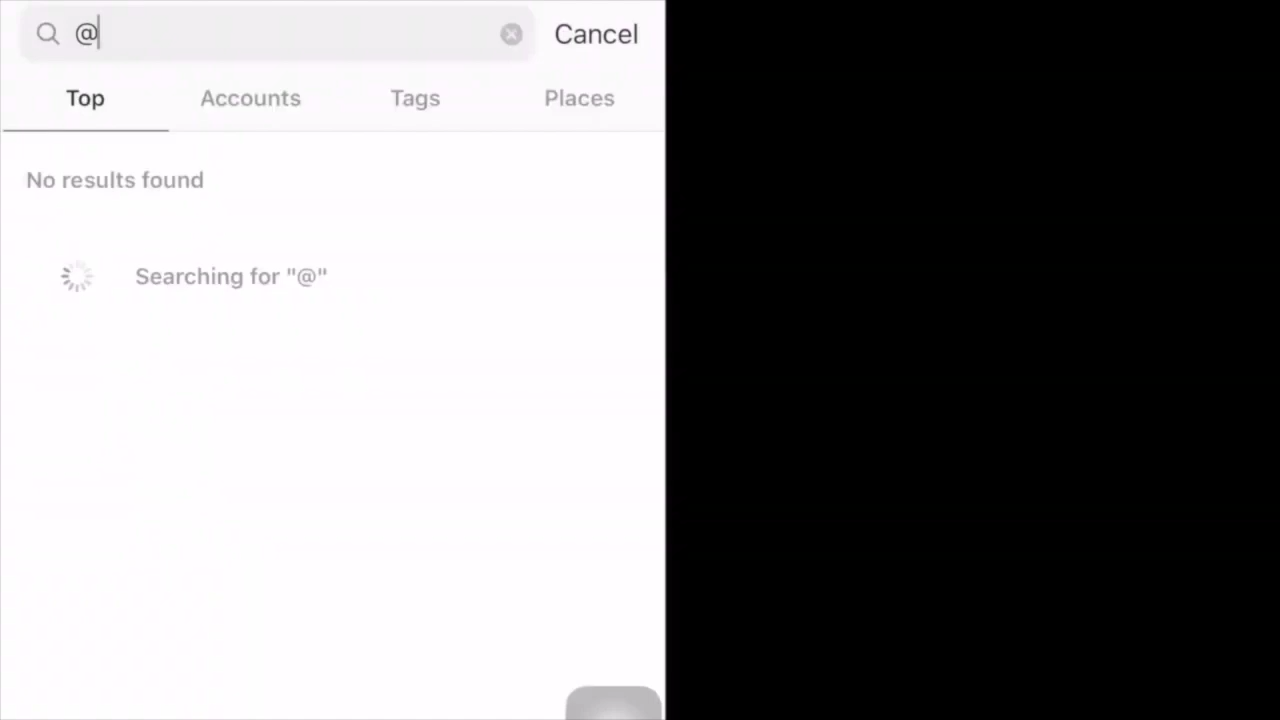 @ Cancel
Top Accounts Tags Places
No results found
Searching for "@"